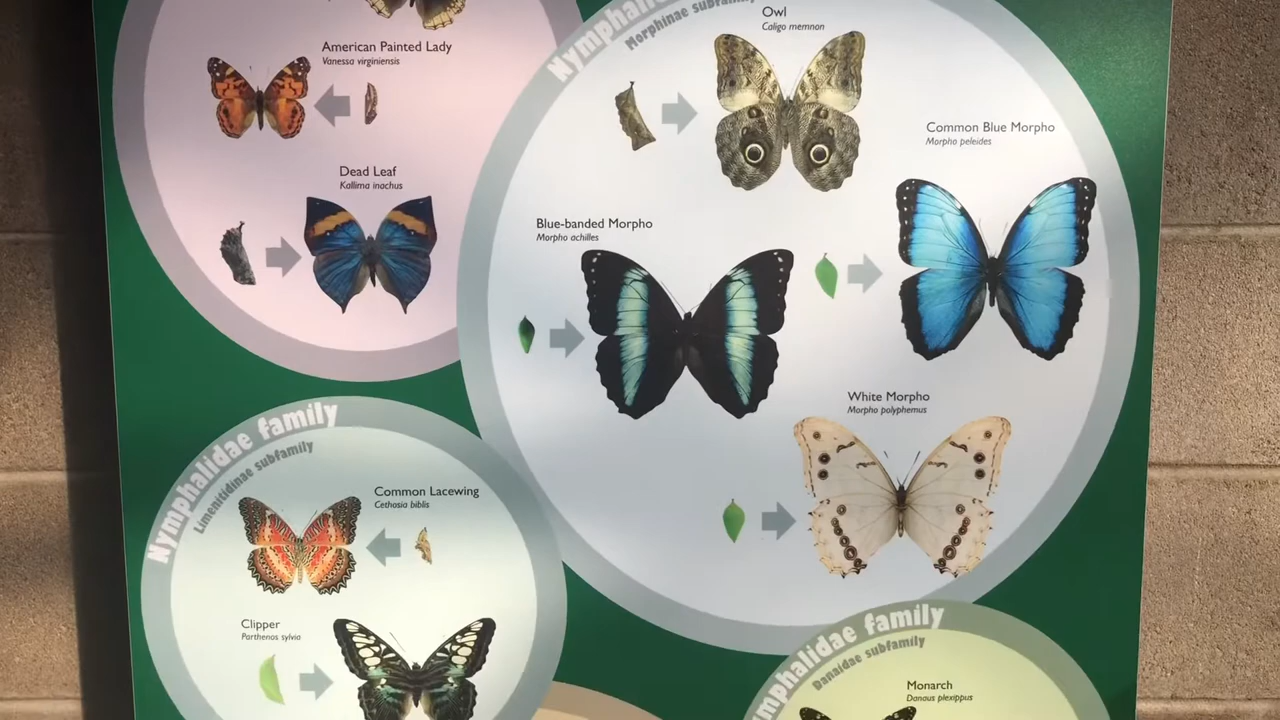 American Painted Lady
Vanessa virginiensis
Dead Leaf
Kallima inachus
Morphinae subfamily
Owl
Caligo memnon
Common Blue Morpho
Morpho peleides
Blue-banded Morpho
Morpho achilles
White Morpho
Morpho polyphemus
Nymphalidae family
Limenitidinae subfamily
Common Lacewing
Cethosia biblis
Clipper
Parthenos sylvia
Nymphalidae family
Danaidae subfamily
Monarch
Danaus plexippus